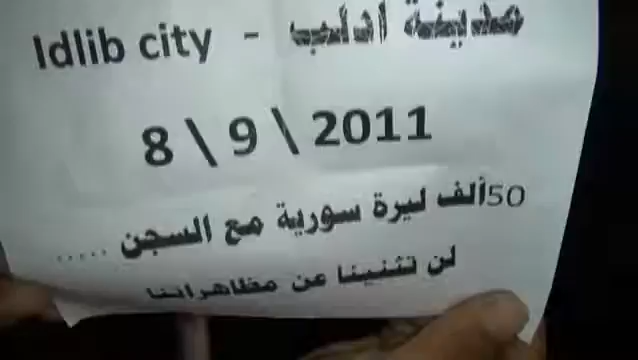 مدينة ادلب - Idlib city
8 \ 9 \ 2011
50ألف ليرة سورية مع السجن .....
لن تثنينا عن مظاهراتنا